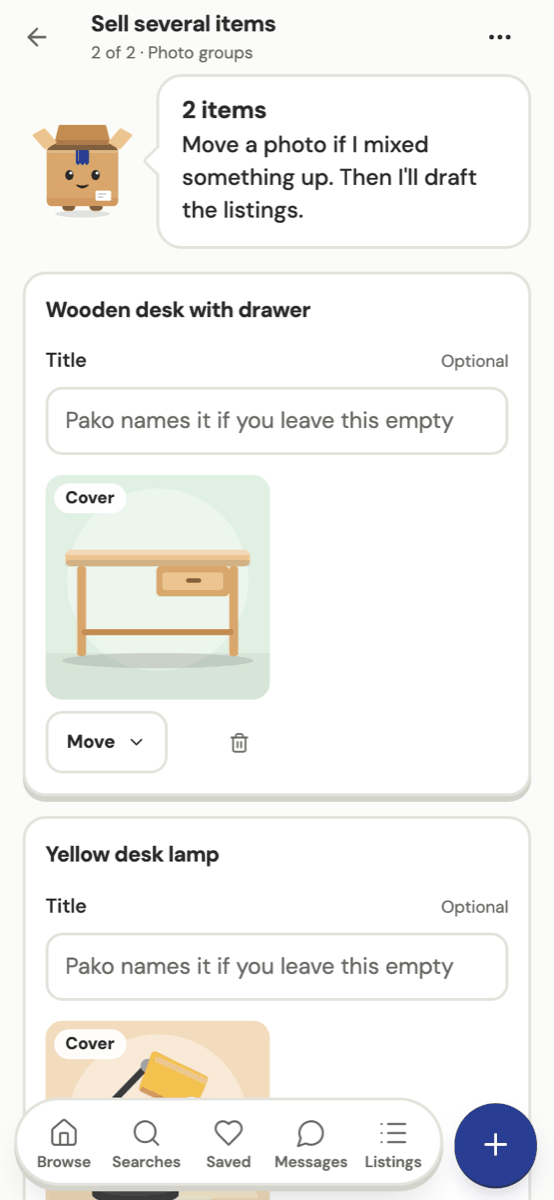 Sell several items
2 of 2 · Photo groups
2 items
Move a photo if I mixed
something up. Then I'll draft
the listings.
Wooden desk with drawer
Title
Optional
Pako names it if you leave this empty
Cover
Move
Yellow desk lamp
Title
Optional
Pako names it if you leave this empty
Cover
Browse
Searches
Saved
Messages
Listings